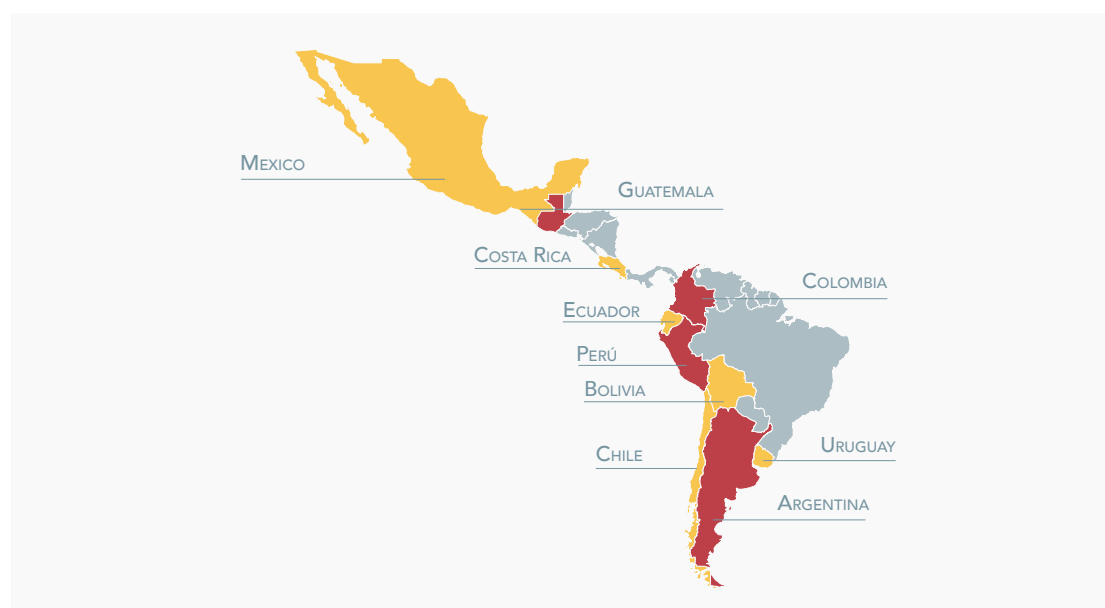 Mexico
Guatemala
Costa Rica
Colombia
Ecuador
Perú
Bolivia
Uruguay
Chile
Argentina